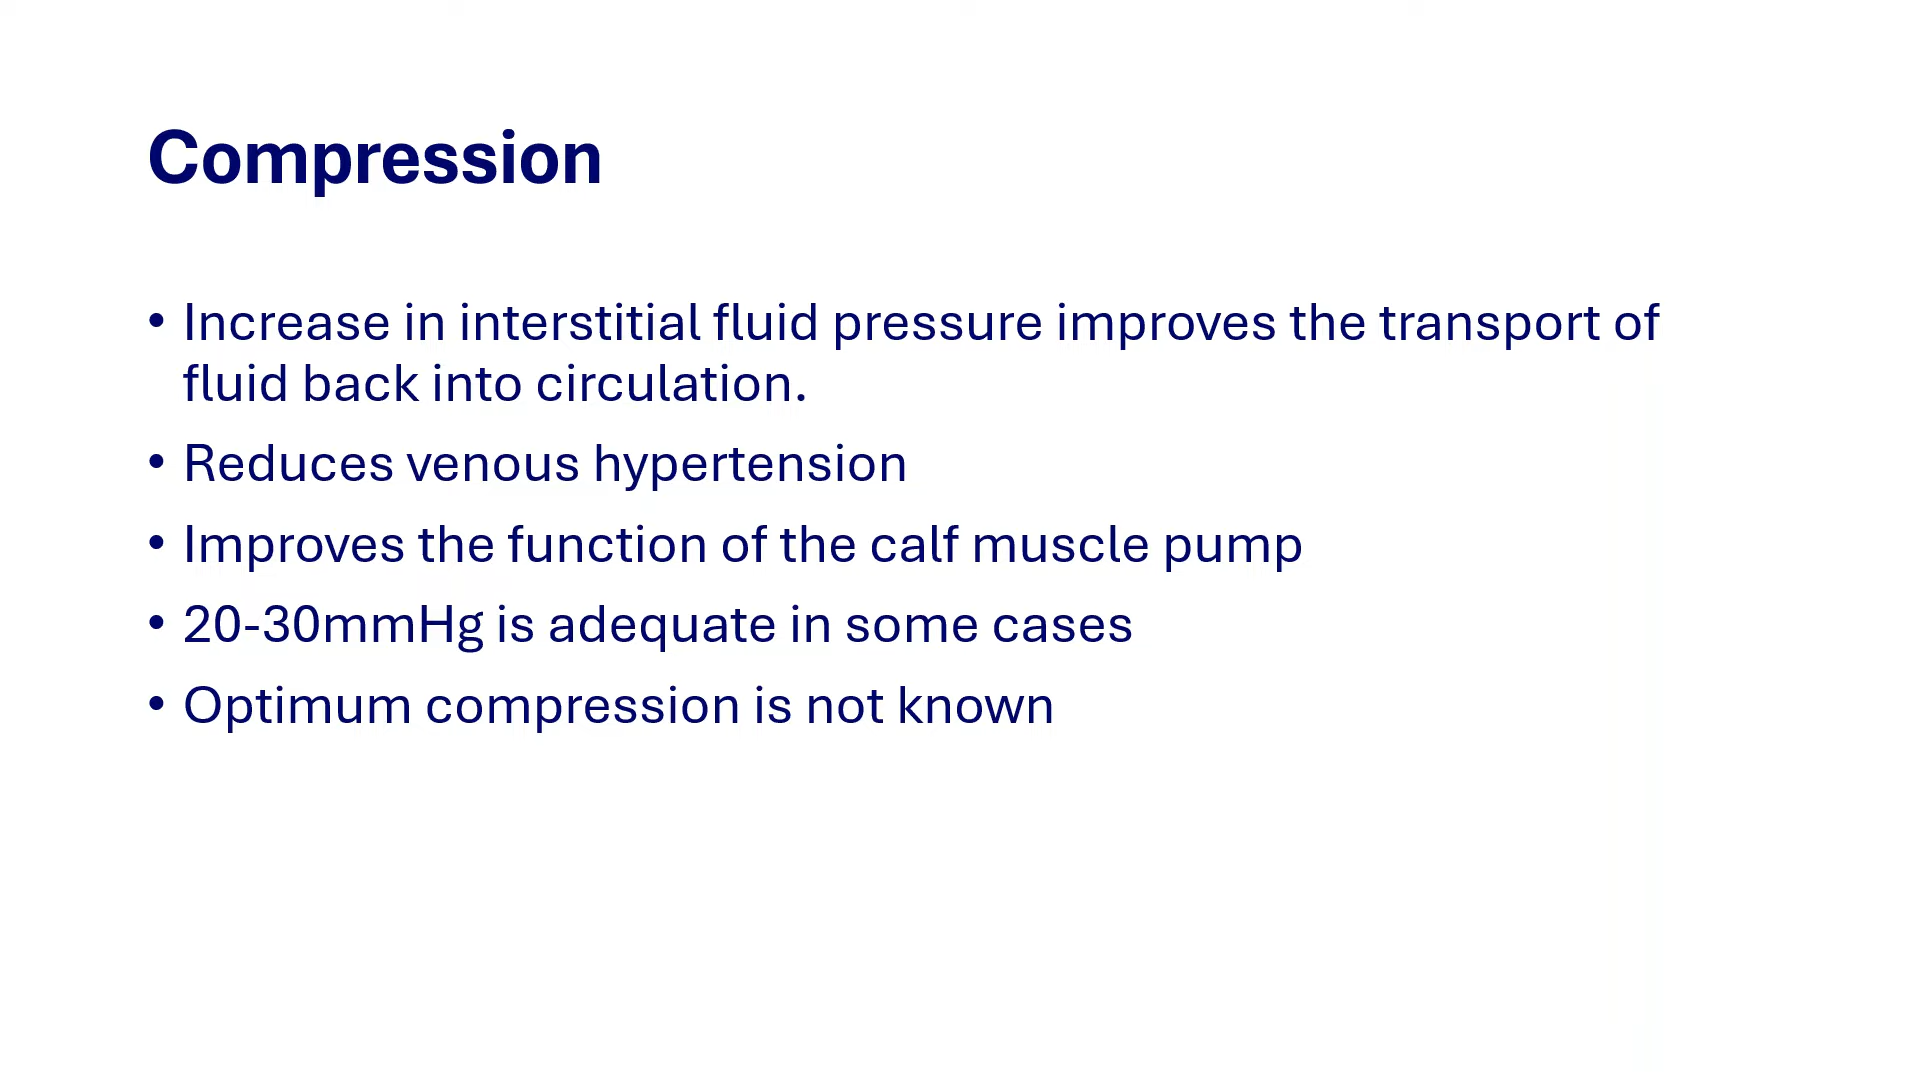 Compression
• Increase in interstitial fluid pressure improves the transport of
fluid back into circulation.
• Reduces venous hypertension
• Improves the function of the calf muscle pump
• 20-30mmHg is adequate in some cases
• Optimum compression is not known